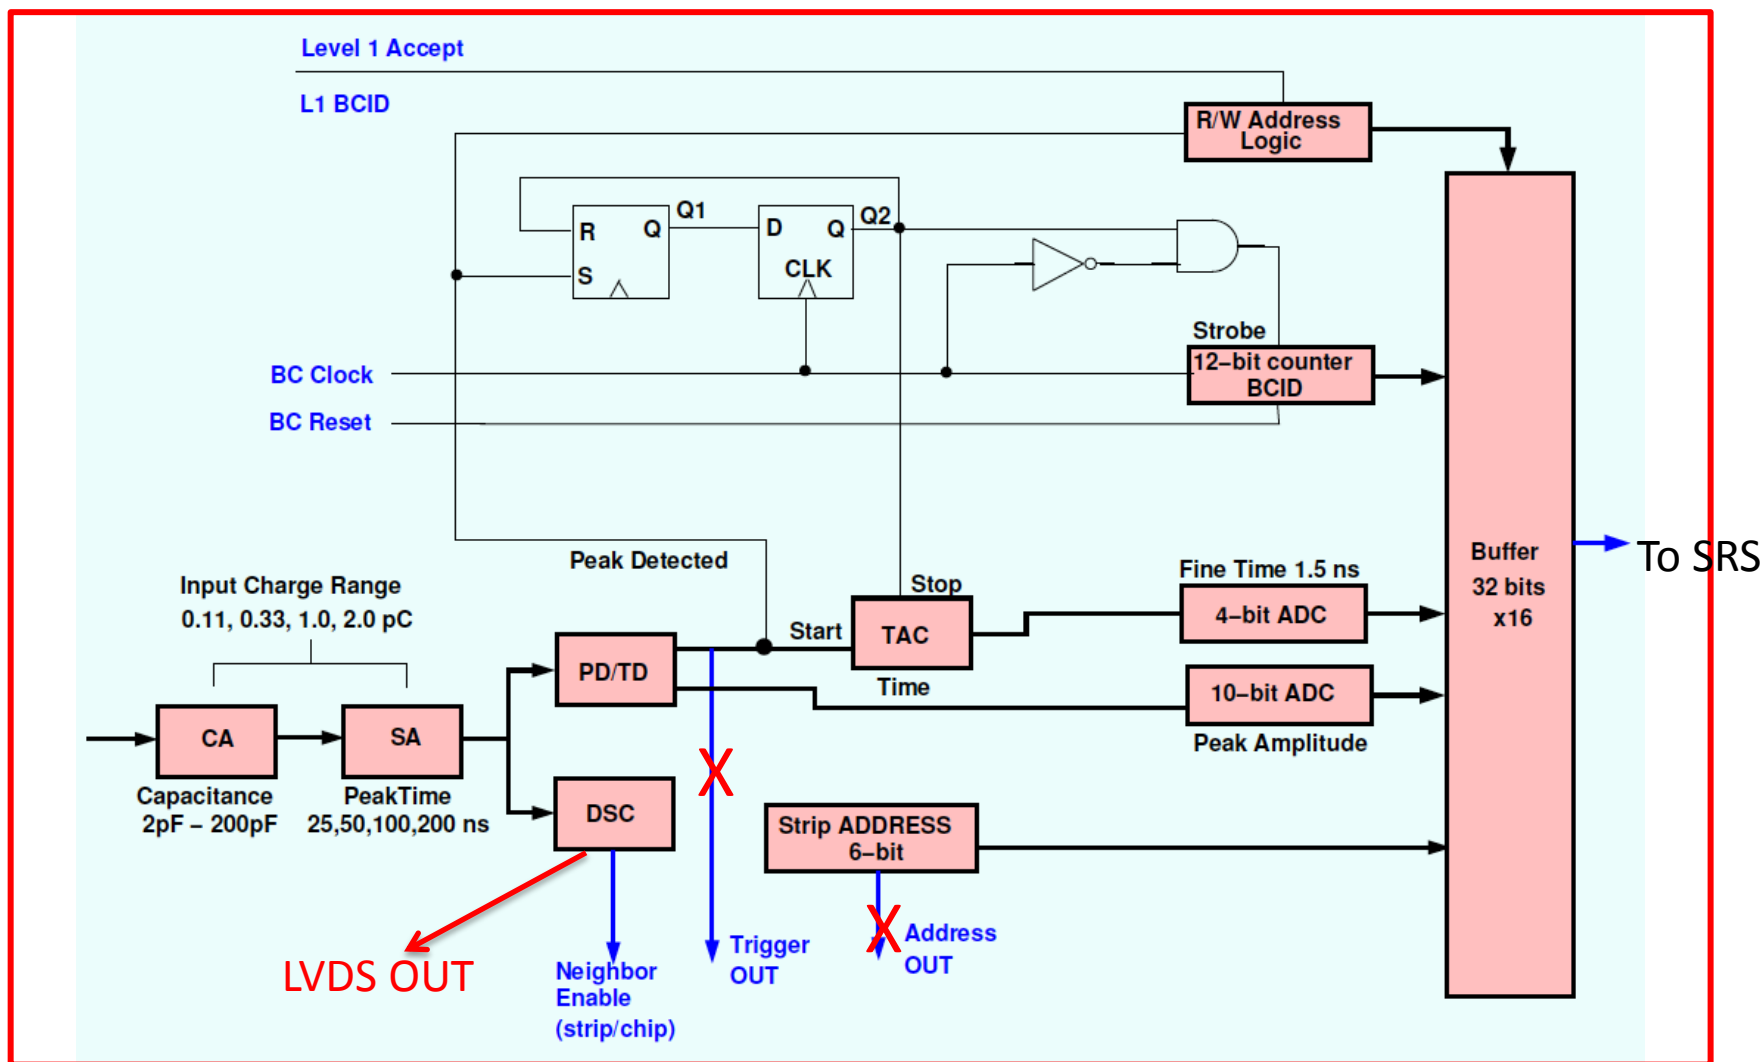 Level 1 Accept
L1 BCID
R/W Address
Logic
R
S
Q
Q1
D
Q
CLK
Q2
Strobe
12−bit counter
BCID
BC Clock
BC Reset
Peak Detected
Input Charge Range
0.11, 0.33, 1.0, 2.0 pC
Start
Stop
TAC
Time
Fine Time 1.5 ns
4−bit ADC
10−bit ADC
Peak Amplitude
Buffer
32 bits
x16
To SRS
PD/TD
CA
SA
Capacitance
2pF − 200pF
PeakTime
25,50,100,200 ns
DSC
Strip ADDRESS
6−bit
X
X
LVDS OUT
Neighbor
Enable
(strip/chip)
Trigger
OUT
Address
OUT